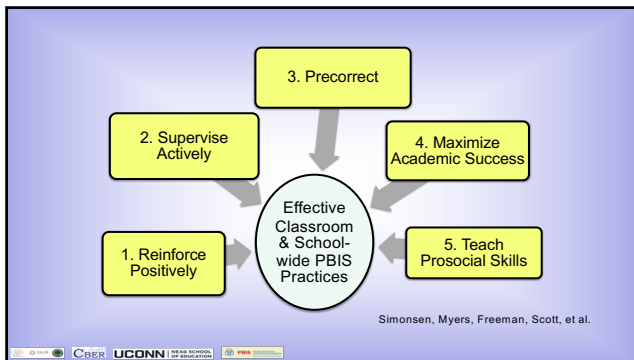 3. Precorrect
2. Supervise
Actively
4. Maximize
Academic Success
1. Reinforce
Positively
Effective
Classroom
& School-
wide PBIS
Practices
5. Teach
Prosocial Skills
Simonsen, Myers, Freeman, Scott, et al.
CBER
UCONN
NEAG SCHOOL
OF EDUCATION
PBIS